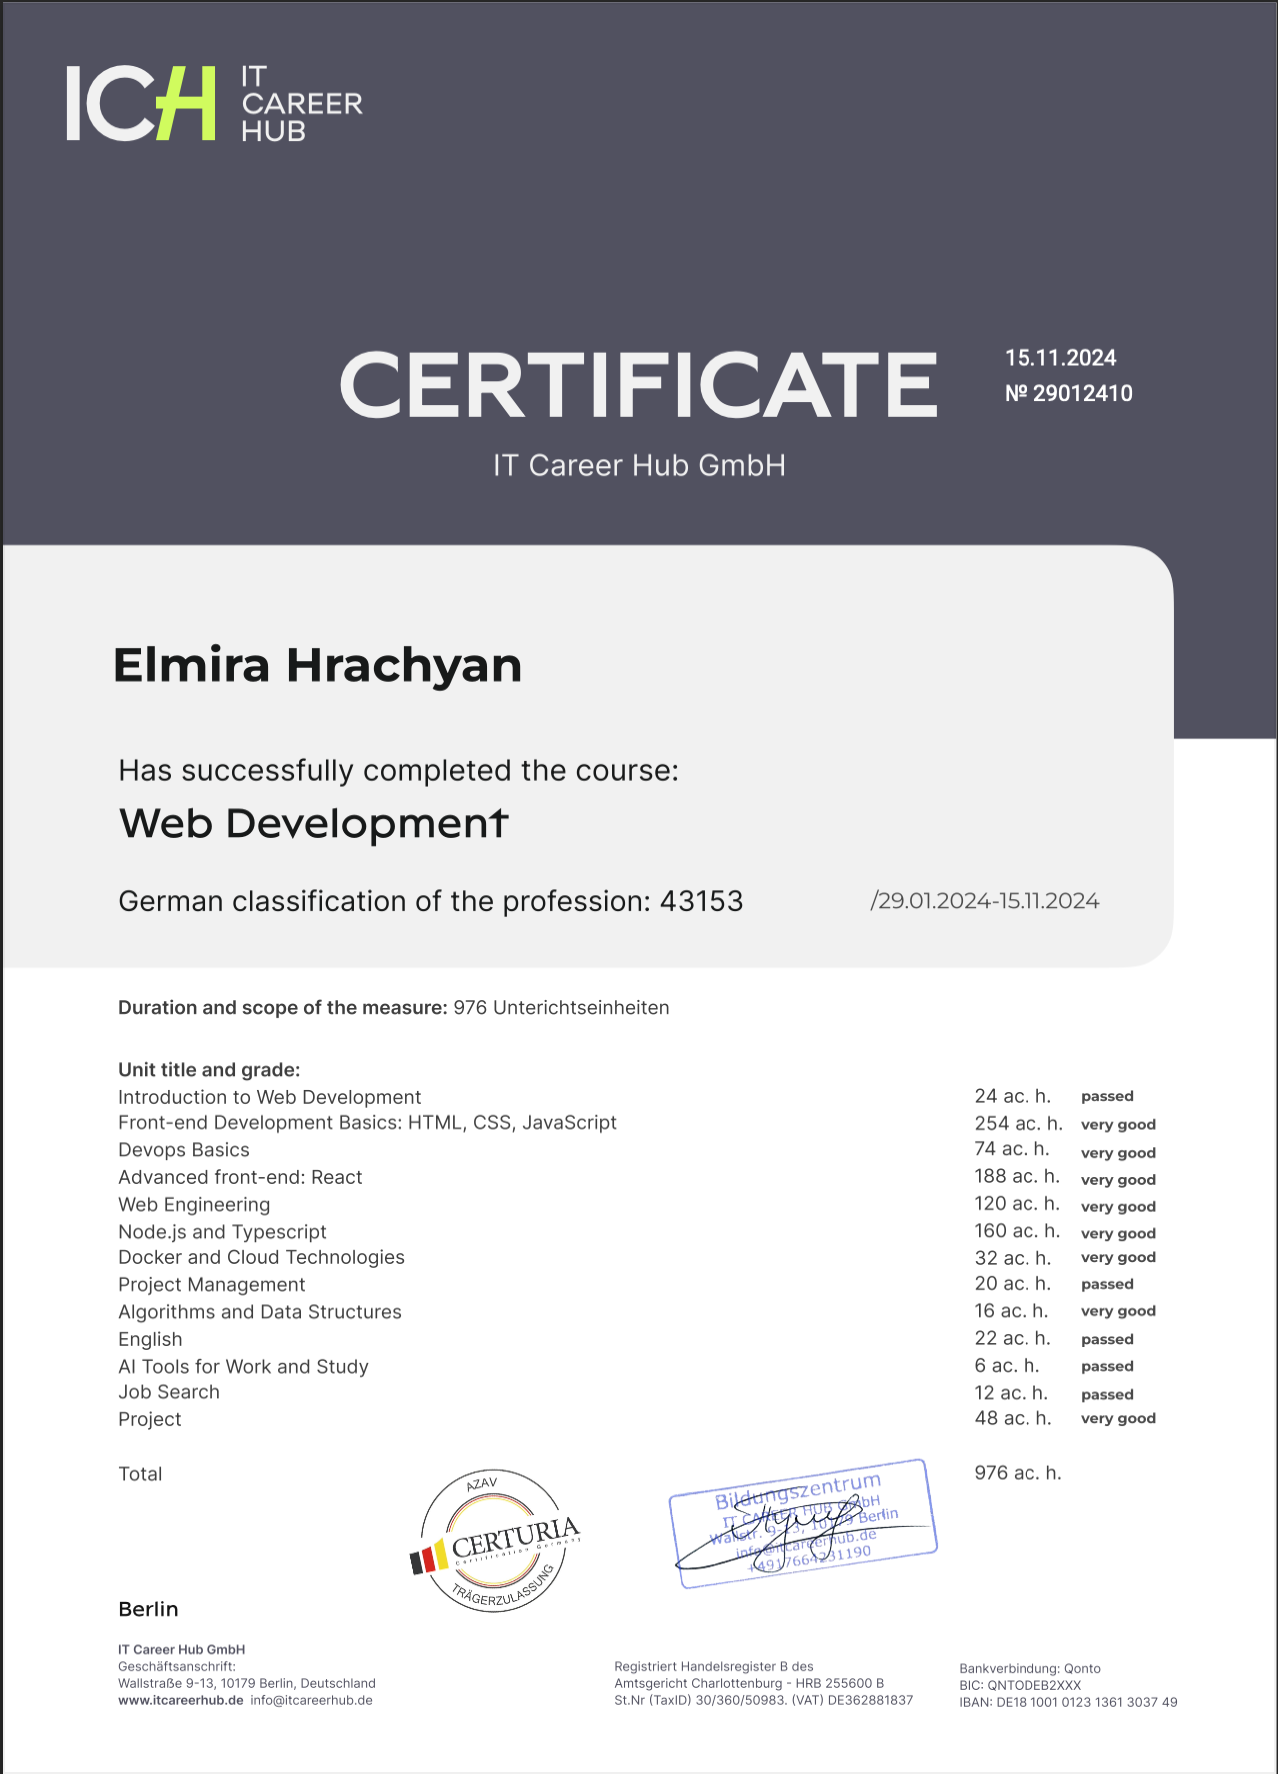 ICH IT
CAREER
HUB
CERTIFICATE
15.11.2024
№ 29012410
IT Career Hub GmbH
Elmira Hrachyan
Has successfully completed the course:
Web Development
German classification of the profession: 43153 /29.01.2024-15.11.2024
Duration and scope of the measure: 976 Unterichtseinheiten
Unit title and grade:
Introduction to Web Development 24 ac. h. passed
Front-end Development Basics: HTML, CSS, JavaScript 254 ac. h. very good
Devops Basics 74 ac. h. very good
Advanced front-end: React 188 ac. h. very good
Web Engineering 120 ac. h. very good
Node.js and Typescript 160 ac. h. very good
Docker and Cloud Technologies 32 ac. h. very good
Project Management 20 ac. h. passed
Algorithms and Data Structures 16 ac. h. very good
English 22 ac. h. passed
AI Tools for Work and Study 6 ac. h. passed
Job Search 12 ac. h. passed
Project 48 ac. h. very good
Total 976 ac. h.
AZAV
CERTURIA
Certification Germany
TRÄGERZULASSUNG
Bildungszentrum
IT CAREER HUB GmbH
Wallstr. 9-13, 10179 Berlin
info@itcareerhub.de
+4917664231190
Berlin
IT Career Hub GmbH
Geschäftsanschrift:
Wallstraße 9-13, 10179 Berlin, Deutschland
www.itcareerhub.de info@itcareerhub.de
Registriert Handelsregister B des
Amtsgericht Charlottenburg - HRB 255600 B
St.Nr (TaxID) 30/360/50983. (VAT) DE362881837
Bankverbindung: Qonto
BIC: QNTODEB2XXX
IBAN: DE18 1001 0123 1361 3037 49